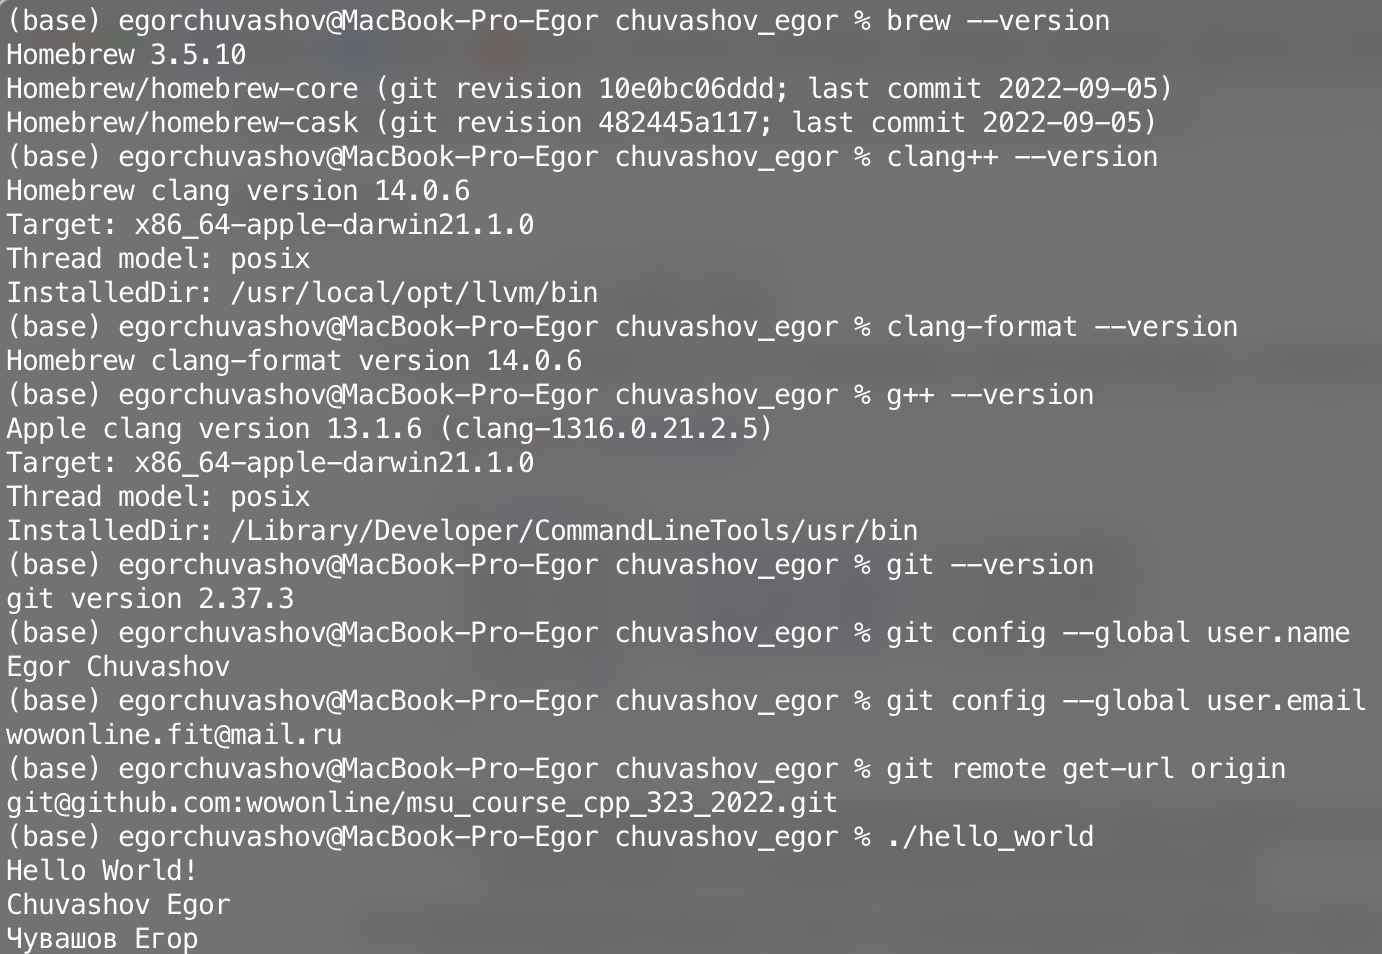 (base) egorchuvashov@MacBook-Pro-Egor chuvashov_egor % brew --version
Homebrew 3.5.10
Homebrew/homebrew-core (git revision 10e0bc06ddd; last commit 2022-09-05)
Homebrew/homebrew-cask (git revision 482445a117; last commit 2022-09-05)
(base) egorchuvashov@MacBook-Pro-Egor chuvashov_egor % clang++ --version
Homebrew clang version 14.0.6
Target: x86_64-apple-darwin21.1.0
Thread model: posix
InstalledDir: /usr/local/opt/llvm/bin
(base) egorchuvashov@MacBook-Pro-Egor chuvashov_egor % clang-format --version
Homebrew clang-format version 14.0.6
(base) egorchuvashov@MacBook-Pro-Egor chuvashov_egor % g++ --version
Apple clang version 13.1.6 (clang-1316.0.21.2.5)
Target: x86_64-apple-darwin21.1.0
Thread model: posix
InstalledDir: /Library/Developer/CommandLineTools/usr/bin
(base) egorchuvashov@MacBook-Pro-Egor chuvashov_egor % git --version
git version 2.37.3
(base) egorchuvashov@MacBook-Pro-Egor chuvashov_egor % git config --global user.name
Egor Chuvashov
(base) egorchuvashov@MacBook-Pro-Egor chuvashov_egor % git config --global user.email
wowonline.fit@mail.ru
(base) egorchuvashov@MacBook-Pro-Egor chuvashov_egor % git remote get-url origin
git@github.com:wowonline/msu_course_cpp_323_2022.git
(base) egorchuvashov@MacBook-Pro-Egor chuvashov_egor % ./hello_world
Hello World!
Chuvashov Egor
Чувашов Егор